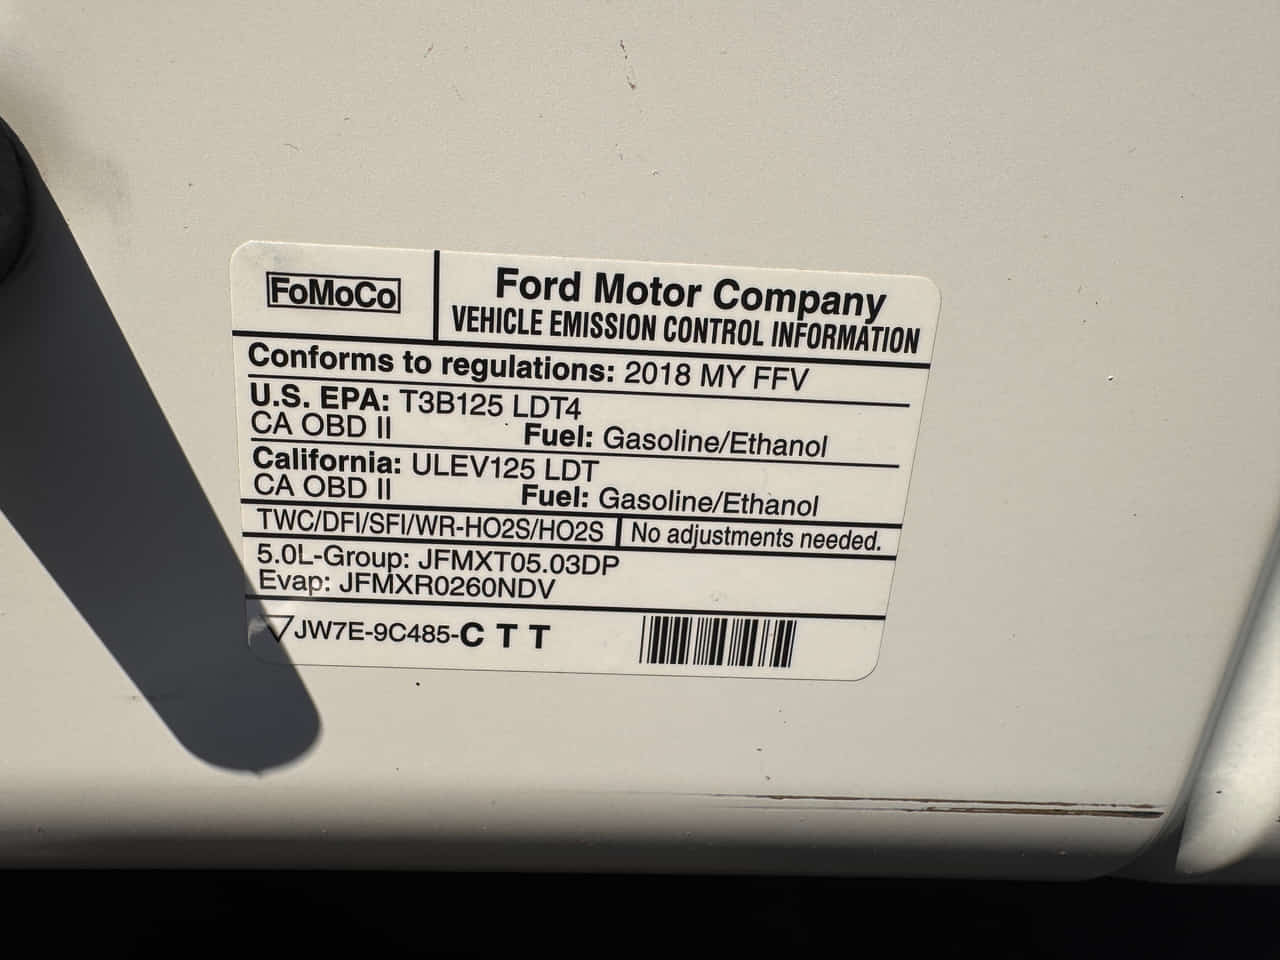 FoMoCo
Ford Motor Company
VEHICLE EMISSION CONTROL INFORMATION
Conforms to regulations: 2018 MY FFV
U.S. EPA: T3B125 LDT4
CA OBD II Fuel: Gasoline/Ethanol
California: ULEV125 LDT
CA OBD II Fuel: Gasoline/Ethanol
TWC/DFI/SFI/WR-HO2S/HO2S No adjustments needed.
5.0L-Group: JFMXT05.03DP
Evap: JFMXR0260NDV
JW7E-9C485-C T T